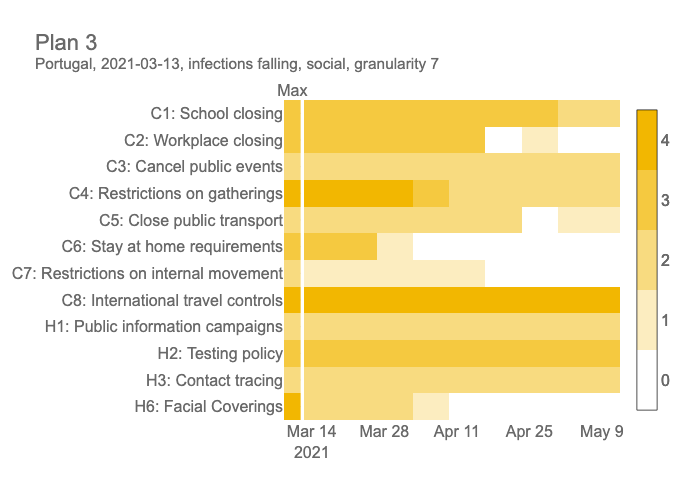 Plan 3
Portugal, 2021-03-13, infections falling, social, granularity 7
Max
C1: School closing
C2: Workplace closing
C3: Cancel public events
C4: Restrictions on gatherings
C5: Close public transport
C6: Stay at home requirements
C7: Restrictions on internal movement
C8: International travel controls
H1: Public information campaigns
H2: Testing policy
H3: Contact tracing
H6: Facial Coverings
Mar 14 Mar 28 Apr 11 Apr 25 May 9
2021
4
3
2
1
0